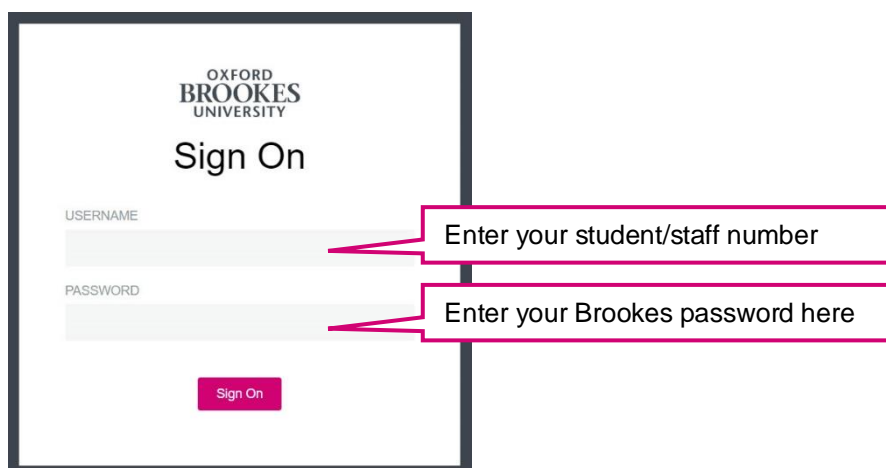 OXFORD
BROOKES
UNIVERSITY
Sign On
USERNAME
Enter your student/staff number
PASSWORD
Enter your Brookes password here
Sign On